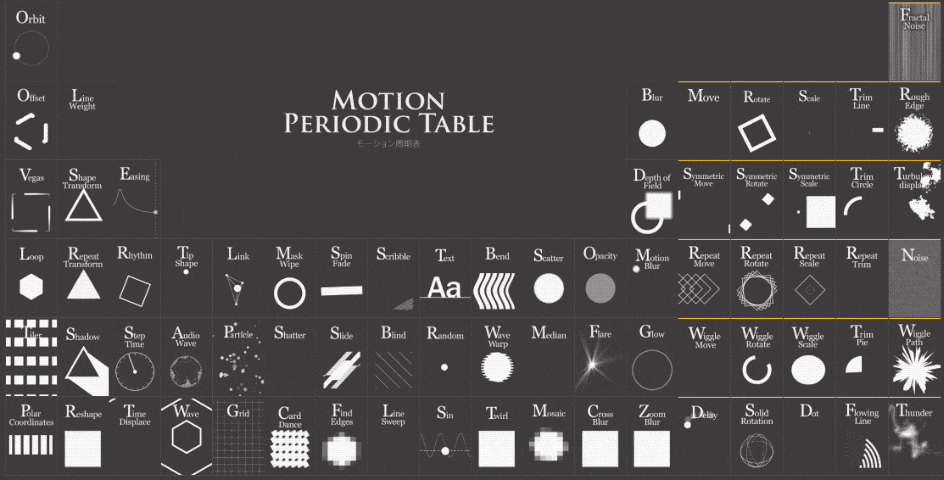 Orbit
Fractal
Noise
Offset
Line
Weight
MOTION
PERIODIC TABLE
モーション周期表
Blur
Move
Rotate
Scale
Trim
Line
Rough
Edge
Vegas
Shape
Transform
Easing
Depth of
Field
Symmetric
Move
Symmetric
Rotate
Symmetric
Scale
Trim
Circle
Turbulent
displace
Loop
Repeat
Transform
Rhythm
Tip
Shape
Link
Mask
Wipe
Spin
Fade
Scribble
Text
Aa
Bend
Scatter
Opacity
Motion
Blur
Repeat
Move
Repeat
Rotate
Repeat
Scale
Repeat
Trim
Noise
Tiler
Shadow
Step
Time
Audio
Wave
Particle
Shatter
Slide
Blind
Random
Wave
Warp
Median
Flare
Glow
Wiggle
Move
Wiggle
Rotate
Wiggle
Scale
Trim
Pie
Wiggle
Path
Polar
Coordinates
Reshape
Time
Displace
Wave
Grid
Card
Dance
Find
Edges
Line
Sweep
Sin
Twirl
Mosaic
Cross
Blur
Zoom
Blur
Delay
Solid
Rotation
Dot
Flowing
Line
Thunder